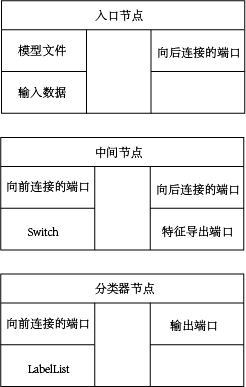 入口节点
模型文件
向后连接的端口
输入数据
中间节点
向前连接的端口
向后连接的端口
Switch
特征导出端口
分类器节点
向前连接的端口
输出端口
LabelList